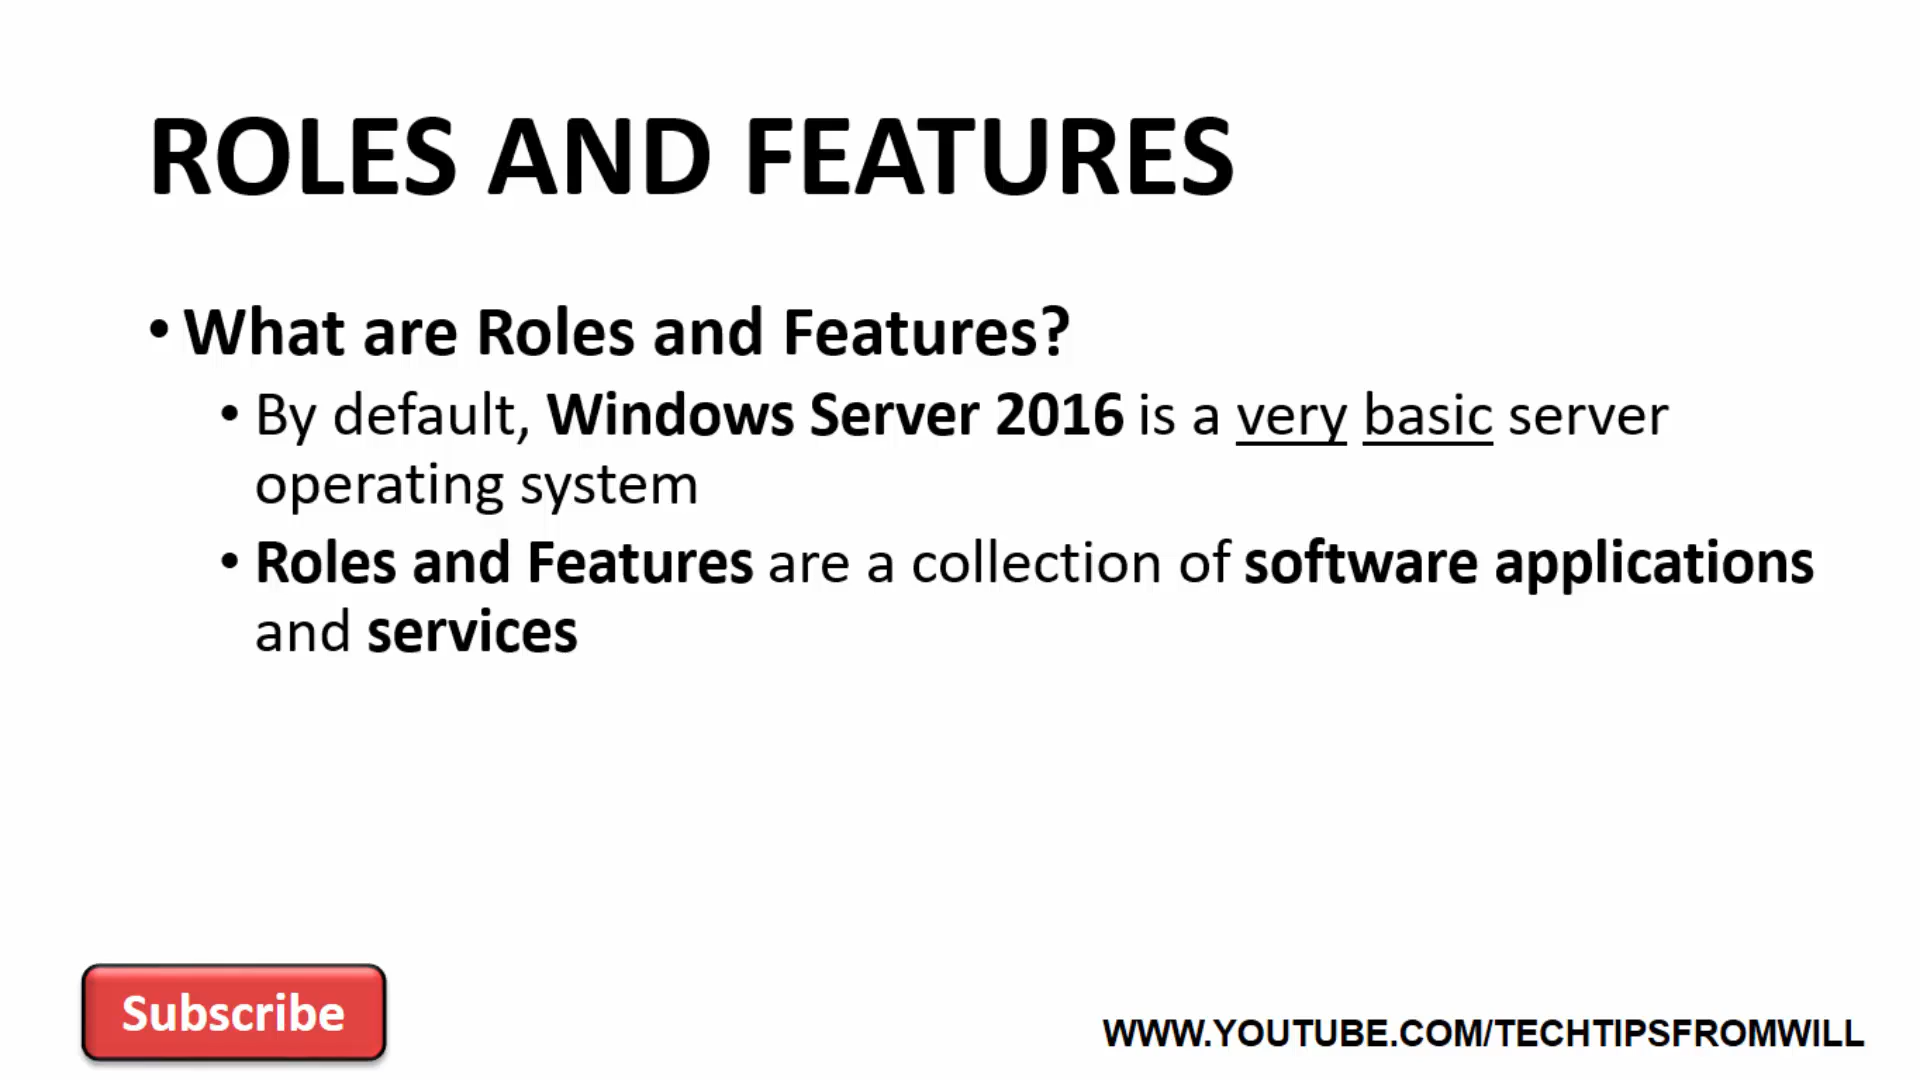 ROLES AND FEATURES
• What are Roles and Features?
• By default, Windows Server 2016 is a very basic server
operating system
• Roles and Features are a collection of software applications
and services
Subscribe
WWW.YOUTUBE.COM/TECHTIPSFROMWILL